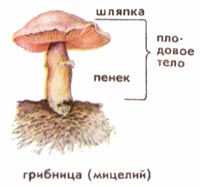 шляпка
пло-
довое
тело
пенек
грибница (мицелий)